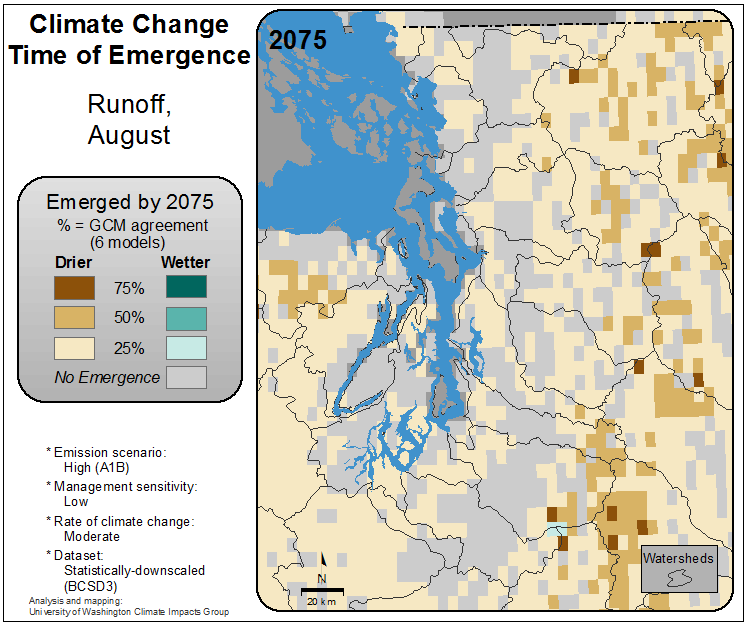 Climate Change
Time of Emergence
Runoff,
August
Emerged by 2075
% = GCM agreement
(6 models)
Drier Wetter
75%
50%
25%
No Emergence
* Emission scenario:
High (A1B)
* Management sensitivity:
Low
* Rate of climate change:
Moderate
* Dataset:
Statistically-downscaled
(BCSD3)
Analysis and mapping:
University of Washington Climate Impacts Group
2075
N
20 km
Watersheds